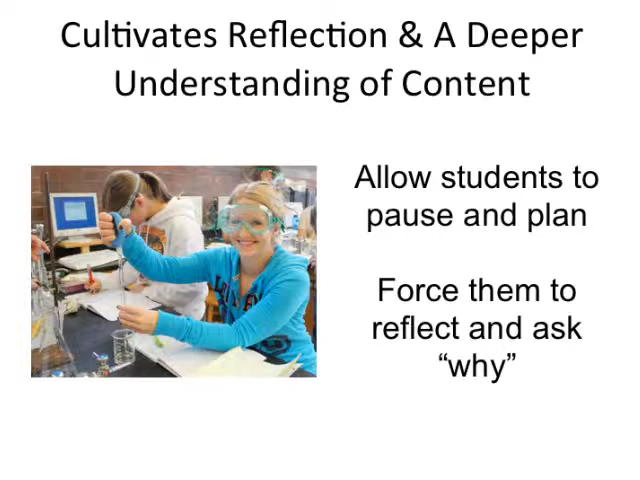 Cultivates Reflection & A Deeper
Understanding of Content
Allow students to
pause and plan
Force them to
reflect and ask
“why”